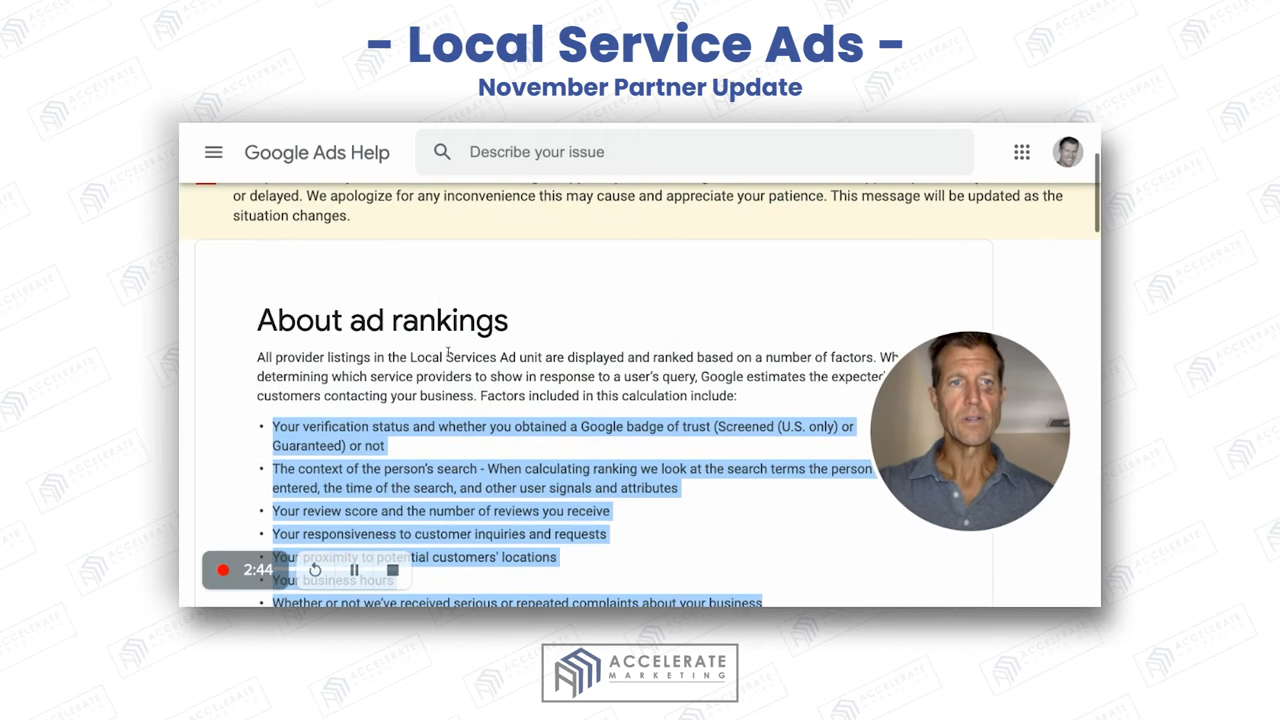 - Local Service Ads -
November Partner Update
Google Ads Help
Describe your issue
or delayed. We apologize for any inconvenience this may cause and appreciate your patience. This message will be updated as the
situation changes.
About ad rankings
All provider listings in the Local Services Ad unit are displayed and ranked based on a number of factors. Wh
determining which service providers to show in response to a user's query, Google estimates the expected
customers contacting your business. Factors included in this calculation include:
• Your verification status and whether you obtained a Google badge of trust (Screened (U.S. only) or
Guaranteed) or not
• The context of the person's search - When calculating ranking we look at the search terms the person
entered, the time of the search, and other user signals and attributes
• Your review score and the number of reviews you receive
• Your responsiveness to customer inquiries and requests
• Your proximity to potential customers' locations
• Your business hours
• Whether or not we've received serious or repeated complaints about your business
2:44
ACCELERATE
MARKETING